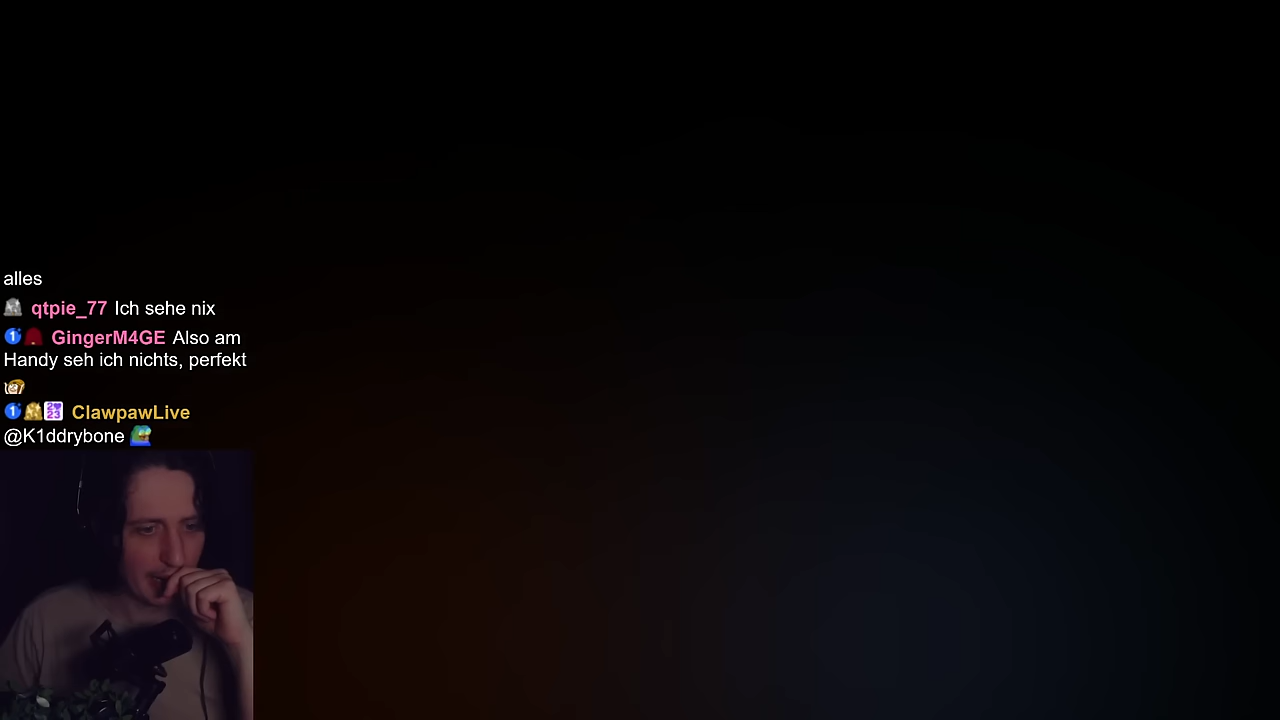 alles
qtpie_77 Ich sehe nix
GingerM4GE Also am
Handy seh ich nichts, perfekt
ClawpawLive
@K1ddrybone